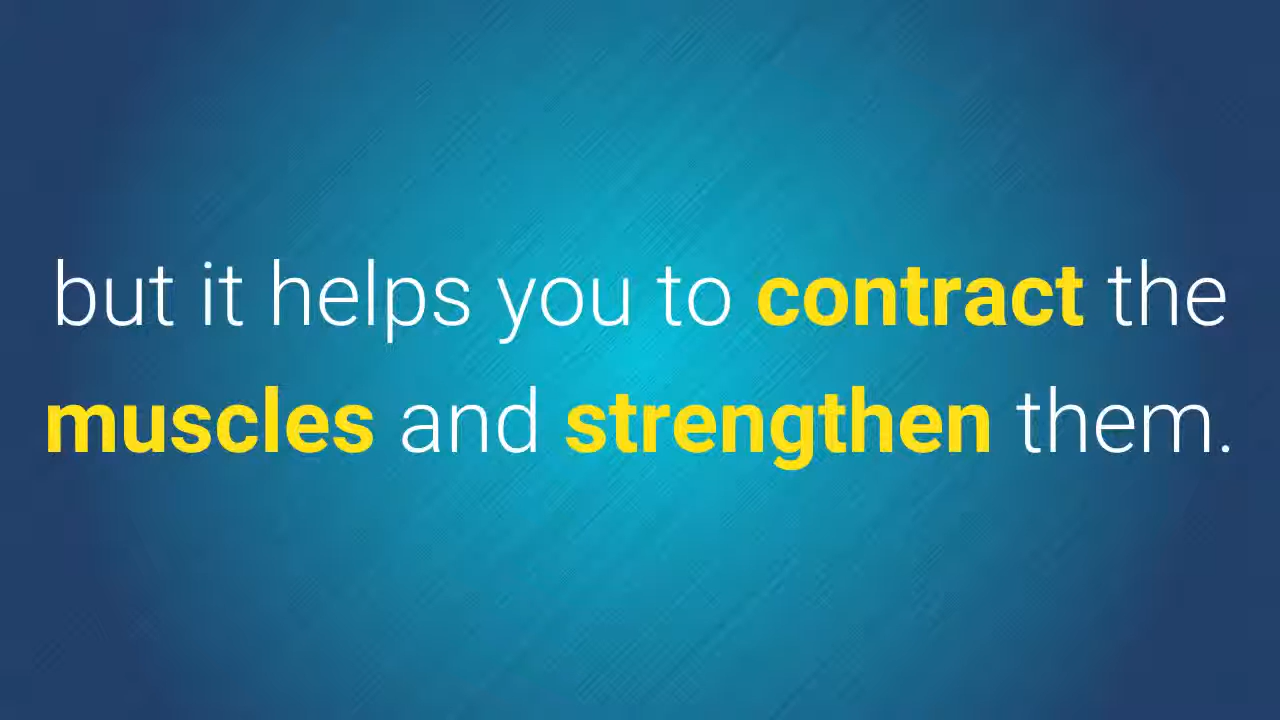 but it helps you to contract the
muscles and strengthen them.